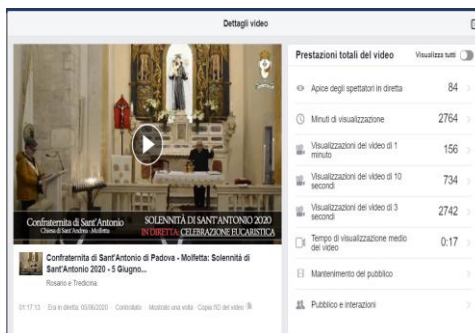 Dettagli video
Confraternita di Sant'Antonio
Chiesa di Sant'Andrea - Molfetta
SOLENNITÀ DI SANT'ANTONIO 2020
IN DIRETTA: CELEBRAZIONE EUCARISTICA
Confraternita di Sant'Antonio di Padova - Molfetta: Solennità di
Sant'Antonio 2020 - 5 Giugno...
Rosario e Tredicina.
01:17:13 · Era in diretta: 05/06/2020 · Controllato · Mostrato una volta · Copia l'ID del video
Prestazioni totali del video
Visualizza tutti
Apice degli spettatori in diretta
84
Minuti di visualizzazione
2764
Visualizzazioni del video di 1
minuto
156
Visualizzazioni del video di 10
secondi
734
Visualizzazioni del video di 3
secondi
2742
Tempo di visualizzazione medio
del video
0:17
Mantenimento del pubblico
Pubblico e interazioni